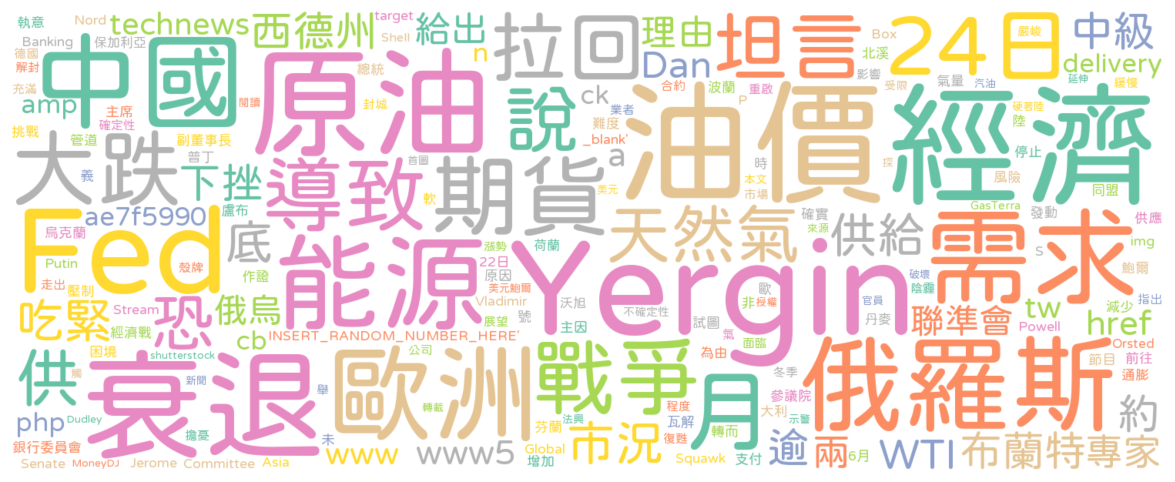 執意 Nord technews 西德州 target Shell 給出 拉回 理由 坦言 Box 24日 嚴峻 中級
Banking 保加利亞 中國 原油 n Dan 北溪 delivery
德國 解封 總統 影響 延伸
充滿 amp 主席 閱讀 封城 說 ck 業者 合約 波蘭 重啟 P 氣量 受限 汽油 緩慢
確定性 難度 硬著陸
挑戰 管道 副董事長 _blank' 油價 經濟 陸 停止
大跌 普丁 導致 首圖 期貨 a 時 本文 探 風險
下挫 義 軟 美元 市場 同盟
ae7f5990 盧布 GasTerra
Fed 烏克蘭 底 漲勢 荷蘭 天然氣 確實 來源 供給 發動 需求 供應
Putin 殼牌 作證 能源 22日 原因 Yergin 歐 破壞 S img 鮑爾
走出 壓制 美元鮑爾 非 授權 陰霾
吃緊 Stream 恐 俄烏 Vladimir 沃旭 不確定性 官員 減少 指出
經濟戰 展望 號 試圖 丹麥 聯準會 tw href
困境 cb INSERT_RANDOM_NUMBER_HERE' 主因 氣 面臨 Powell Orsted
供 shutterstock 衰退 公司 歐洲 戰爭 為由 月 俄羅斯 節目 前往
觸 新聞 舉 冬季 通膨
php Dudley 轉載 法興 程度 大利 參議院 約
擔憂 未 芬蘭 瓦解 示警
銀行委員會 www www5 Global 市況 復甦 轉而 逾 兩 6月 WTI 布蘭特 專家
Senate MoneyDJ Jerome Committee Asia 增加 Squawk 支付